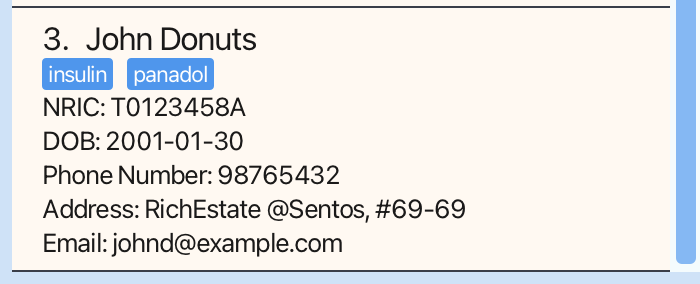 3. John Donuts
insulin panadol
NRIC: T0123458A
DOB: 2001-01-30
Phone Number: 98765432
Address: RichEstate @Sentos, #69-69
Email: johnd@example.com